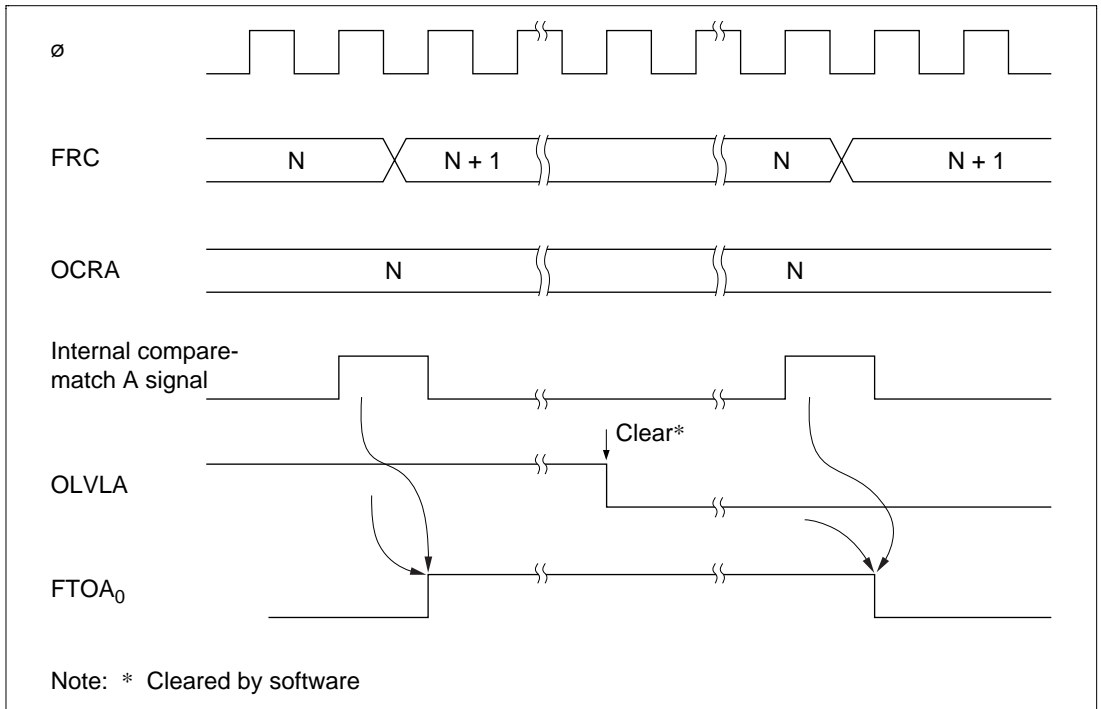 ø
FRC N N + 1 N N + 1
OCRA N N
Internal compare-
match A signal
Clear*
OLVLA
FTOA0
Note: * Cleared by software